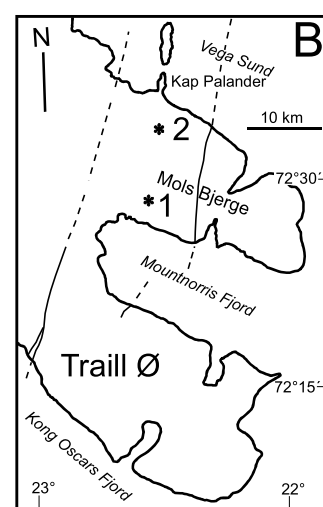 B
N
Vega Sund
Kap Palander
10 km
* 2
72°30´
Mols Bjerge
* 1
Mountnorris Fjord
Traill Ø
72°15´
Kong Oscars Fjord
23°
22°